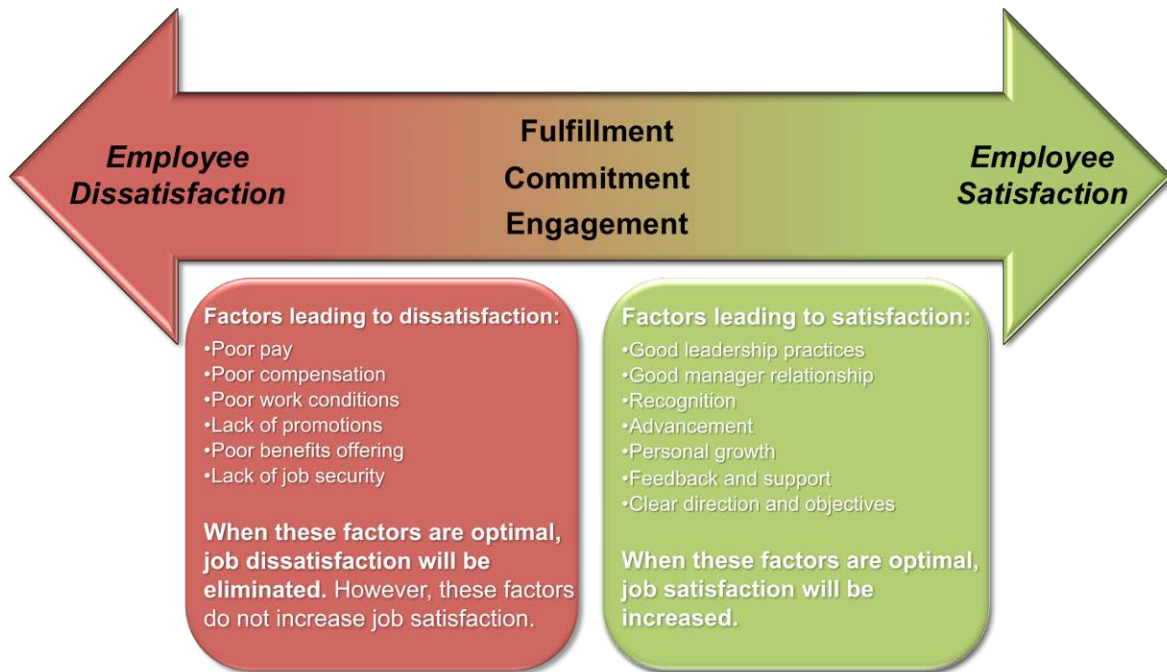 Employee
Dissatisfaction
Fulfillment
Commitment
Engagement
Employee
Satisfaction
Factors leading to dissatisfaction:
•Poor pay
•Poor compensation
•Poor work conditions
•Lack of promotions
•Poor benefits offering
•Lack of job security
When these factors are optimal,
job dissatisfaction will be
eliminated. However, these factors
do not increase job satisfaction.
Factors leading to satisfaction:
•Good leadership practices
•Good manager relationship
•Recognition
•Advancement
•Personal growth
•Feedback and support
•Clear direction and objectives
When these factors are optimal,
job satisfaction will be
increased.